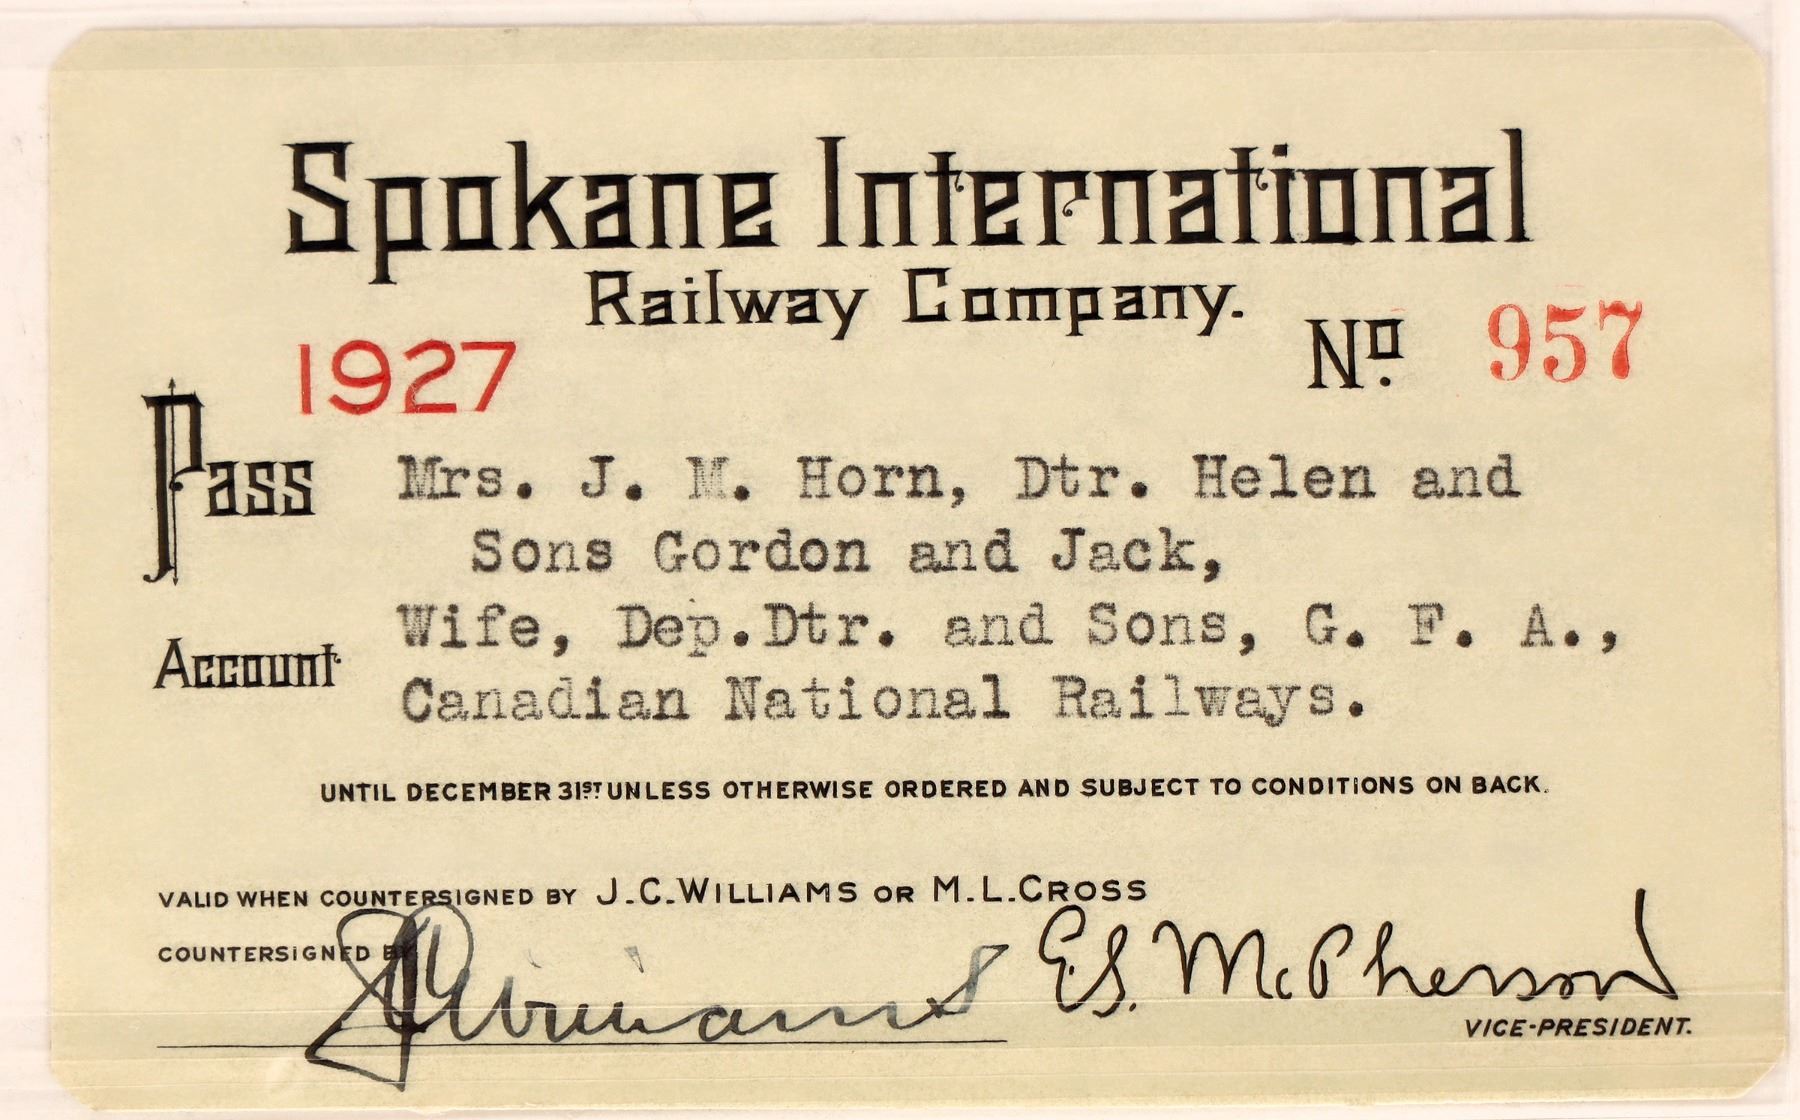 Spokane International
Railway Company.
1927 Nº. 957
Pass Mrs. J. M. Horn, Dtr. Helen and
Sons Gordon and Jack,
Account Wife, Dep.Dtr. and Sons, G. F. A.,
Canadian National Railways.
UNTIL DECEMBER 31ST UNLESS OTHERWISE ORDERED AND SUBJECT TO CONDITIONS ON BACK.
VALID WHEN COUNTERSIGNED BY J.C.WILLIAMS OR M.L.CROSS
COUNTERSIGNED BY JCWilliams E.S. McPherson
VICE-PRESIDENT.